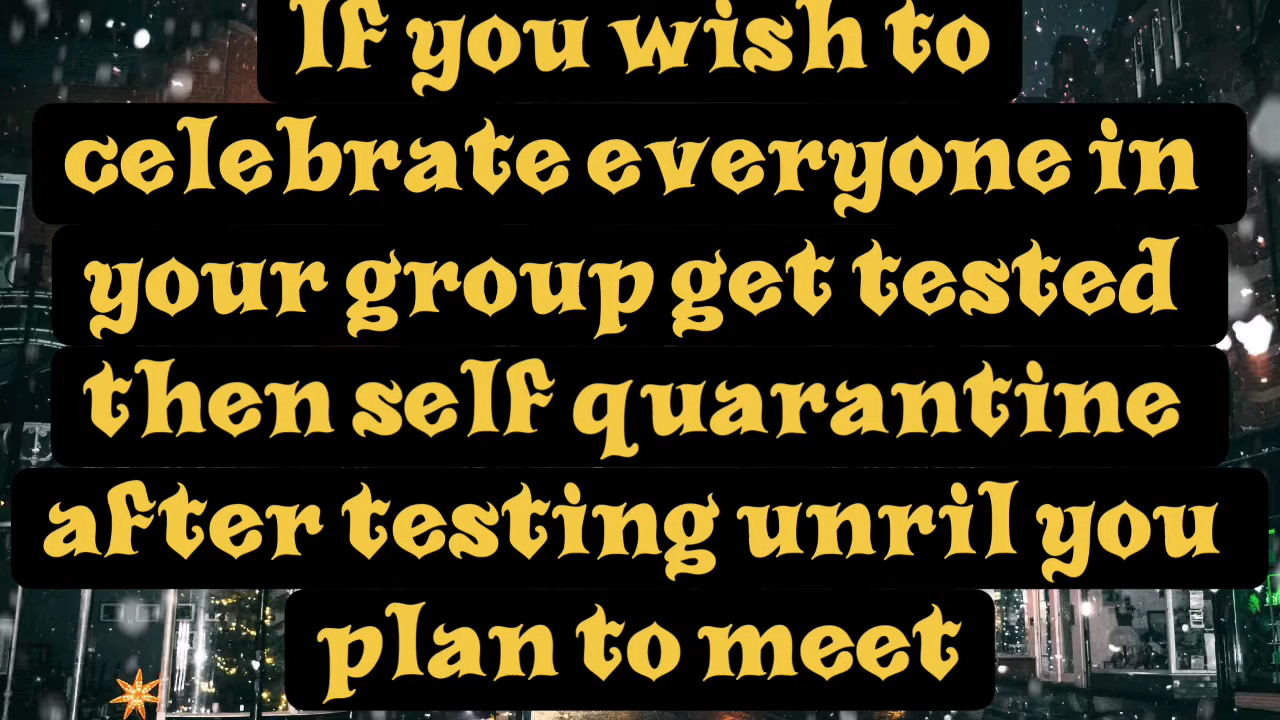 If you wish to
celebrate everyone in
your group get tested
then self quarantine
after testing unril you
plan to meet